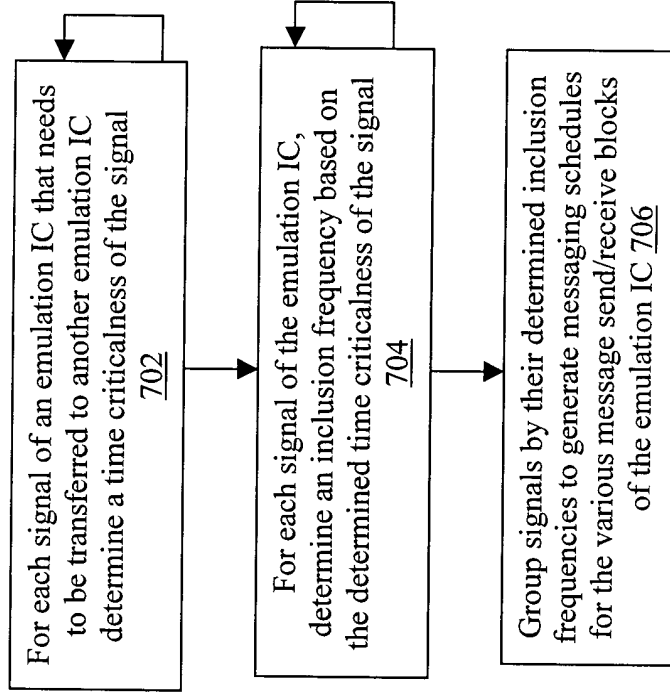 For each signal of an emulation IC that needs
to be transferred to another emulation IC
determine a time criticalness of the signal
702
For each signal of the emulation IC,
determine an inclusion frequency based on
the determined time criticalness of the signal
704
Group signals by their determined inclusion
frequencies to generate messaging schedules
for the various message send/receive blocks
of the emulation IC 706